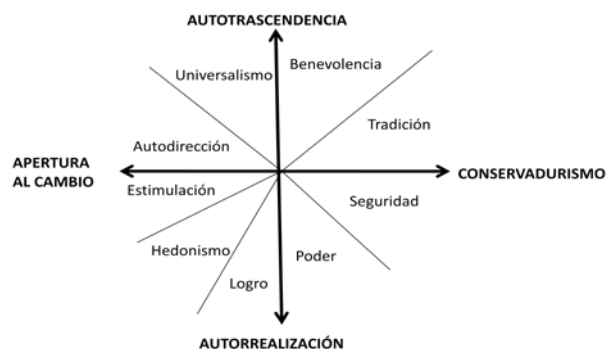 AUTOTRASCENDENCIA
Benevolencia
Universalismo
Tradición
Autodirección
APERTURA
AL CAMBIO
CONSERVADURISMO
Estimulación
Seguridad
Hedonismo
Poder
Logro
AUTORREALIZACIÓN